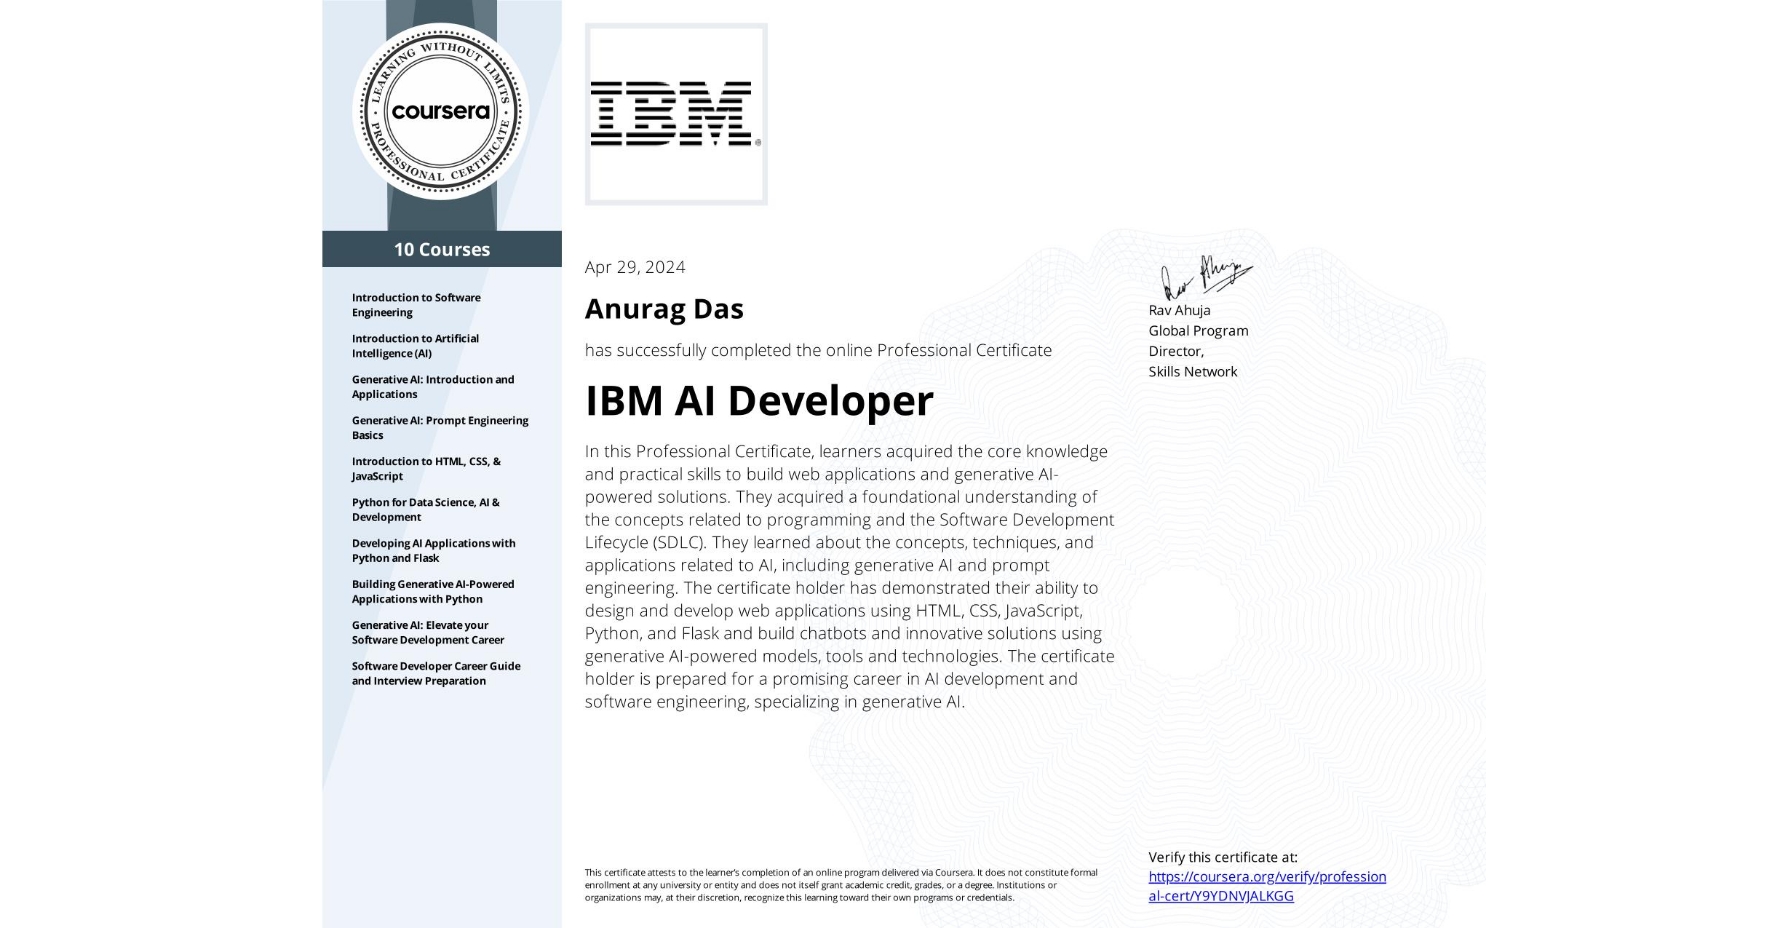 LEARNING WITHOUT LIMITS
coursera
PROFESSIONAL CERTIFICATE
10 Courses
Introduction to Software
Engineering
Introduction to Artificial
Intelligence (AI)
Generative AI: Introduction and
Applications
Generative AI: Prompt Engineering
Basics
Introduction to HTML, CSS, &
JavaScript
Python for Data Science, AI &
Development
Developing AI Applications with
Python and Flask
Building Generative AI-Powered
Applications with Python
Generative AI: Elevate your
Software Development Career
Software Developer Career Guide
and Interview Preparation
IBM®
Apr 29, 2024
Anurag Das
has successfully completed the online Professional Certificate
IBM AI Developer
In this Professional Certificate, learners acquired the core knowledge
and practical skills to build web applications and generative AI-
powered solutions. They acquired a foundational understanding of
the concepts related to programming and the Software Development
Lifecycle (SDLC). They learned about the concepts, techniques, and
applications related to AI, including generative AI and prompt
engineering. The certificate holder has demonstrated their ability to
design and develop web applications using HTML, CSS, JavaScript,
Python, and Flask and build chatbots and innovative solutions using
generative AI-powered models, tools and technologies. The certificate
holder is prepared for a promising career in AI development and
software engineering, specializing in generative AI.
Rav Ahuja
Rav Ahuja
Global Program
Director,
Skills Network
This certificate attests to the learner's completion of an online program delivered via Coursera. It does not constitute formal
enrollment at any university or entity and does not itself grant academic credit, grades, or a degree. Institutions or
organizations may, at their discretion, recognize this learning toward their own programs or credentials.
Verify this certificate at:
https://coursera.org/verify/profession
al-cert/Y9YDNVJALKGG